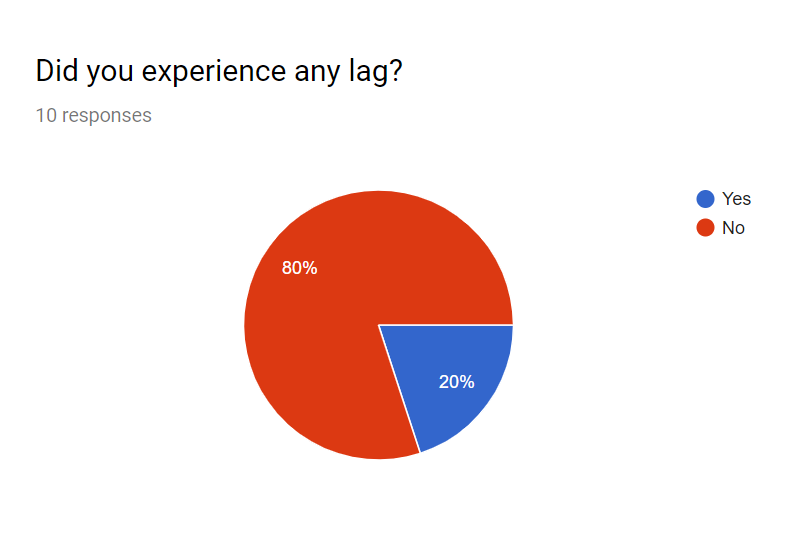 Did you experience any lag?
10 responses
Yes
No
80%
20%